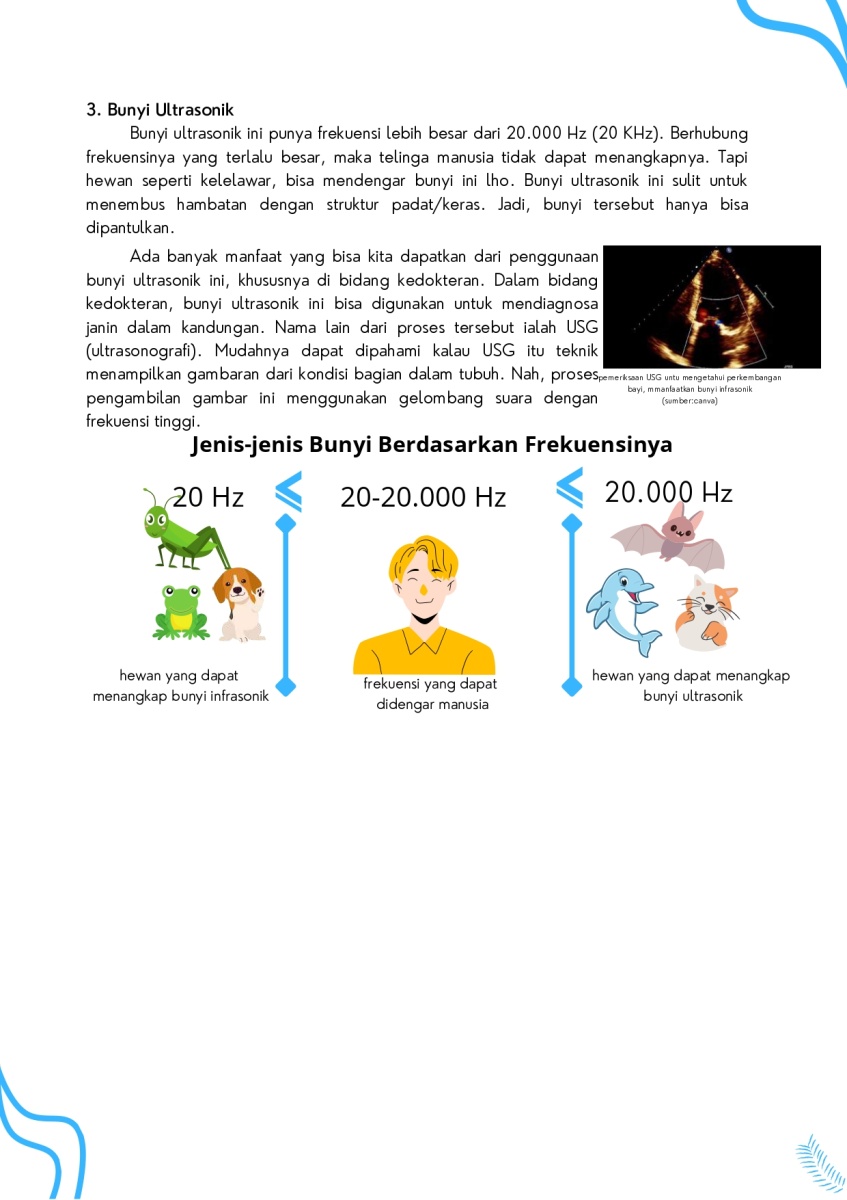 3. Bunyi Ultrasonik
Bunyi ultrasonik ini punya frekuensi lebih besar dari 20.000 Hz (20 KHz). Berhubung
frekuensinya yang terlalu besar, maka telinga manusia tidak dapat menangkapnya. Tapi
hewan seperti kelelawar, bisa mendengar bunyi ini lho. Bunyi ultrasonik ini sulit untuk
menembus hambatan dengan struktur padat/keras. Jadi, bunyi tersebut hanya bisa
dipantulkan.
Ada banyak manfaat yang bisa kita dapatkan dari penggunaan
bunyi ultrasonik ini, khususnya di bidang kedokteran. Dalam bidang
kedokteran, bunyi ultrasonik ini bisa digunakan untuk mendiagnosa
janin dalam kandungan. Nama lain dari proses tersebut ialah USG
(ultrasonografi). Mudahnya dapat dipahami kalau USG itu teknik
menampilkan gambaran dari kondisi bagian dalam tubuh. Nah, proses
pengambilan gambar ini menggunakan gelombang suara dengan
frekuensi tinggi.
pemeriksaan USG untu mengetahui perkembangan
bayi, mmanfaatkan bunyi infrasonik
(sumber:canva)
Jenis-jenis Bunyi Berdasarkan Frekuensinya
20 Hz
≤
20-20.000 Hz
≤
20.000 Hz
hewan yang dapat
menangkap bunyi infrasonik
frekuensi yang dapat
didengar manusia
hewan yang dapat menangkap
bunyi ultrasonik